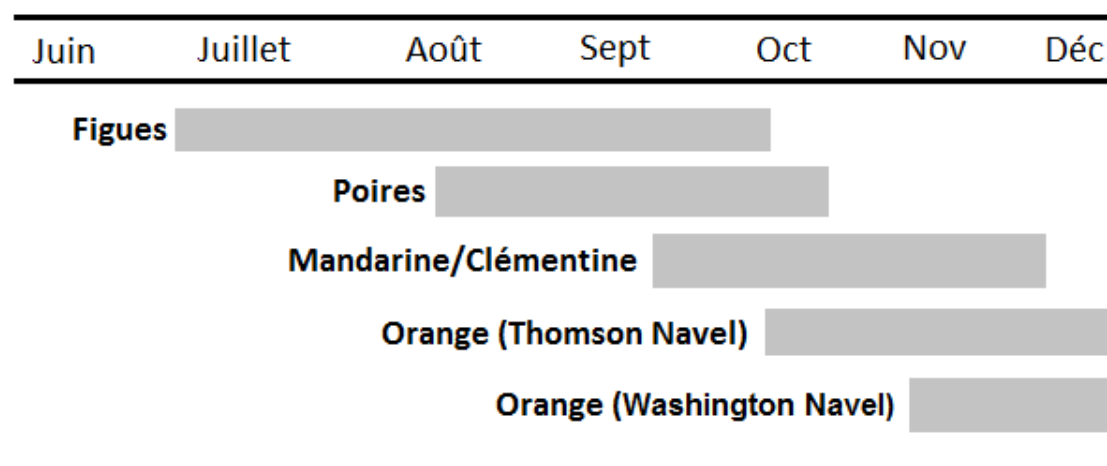 Juin Juillet Août Sept Oct Nov Déc
Figues
Poires
Mandarine/Clémentine
Orange (Thomson Navel)
Orange (Washington Navel)